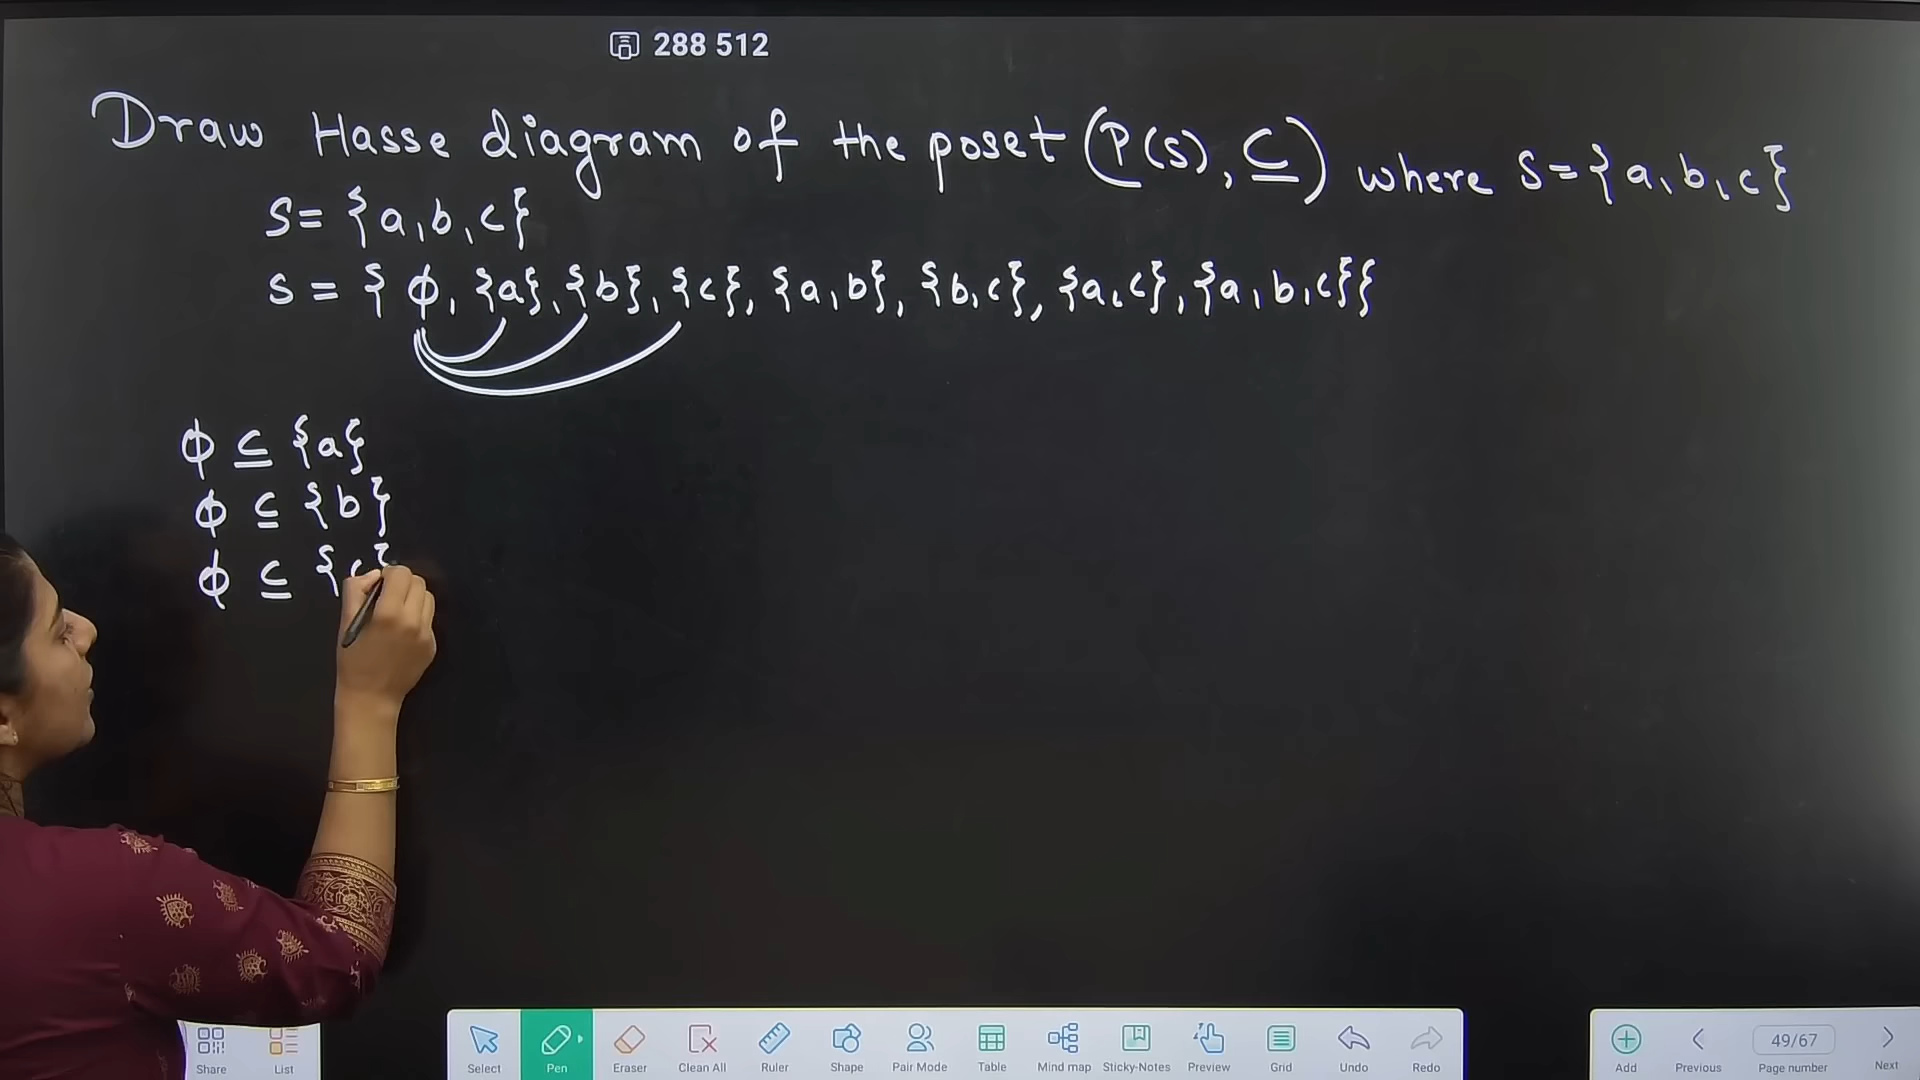 288 512
Draw Hasse diagram of the poset (P(S), ⊆) where S={a, b, c}
S= {a, b, c}
S = { ϕ, {a}, {b}, {c}, {a, b}, {b, c}, {a, c}, {a, b, c}{
ϕ ⊆ {a}
ϕ ⊆ {b}
ϕ ⊆ {c}
Share List Select Pen Eraser Clean All Ruler Shape Pair Mode Table Mind map Sticky-Notes Preview Grid Undo Redo Add Previous 49/67 Page number Next